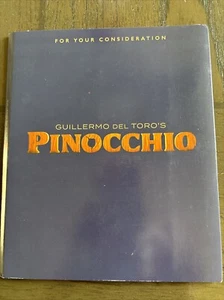 FOR YOUR CONSIDERATION
GUILLERMO DEL TORO'S
PINOCCHIO